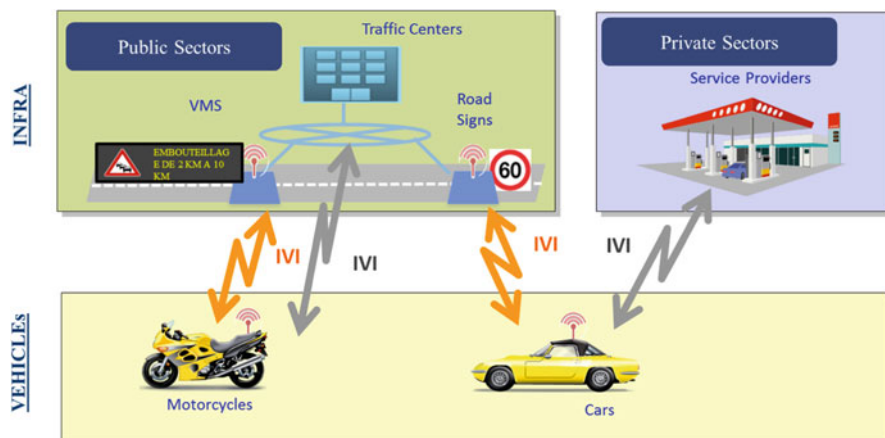 Public Sectors
Traffic Centers
Private Sectors
Service Providers
VMS
Road
Signs
INFRA
EMBOUTEILLAG
E DE 2 KM A 10
KM
60
IVI
IVI
IVI
IVI
VEHICLEs
Motorcycles
Cars